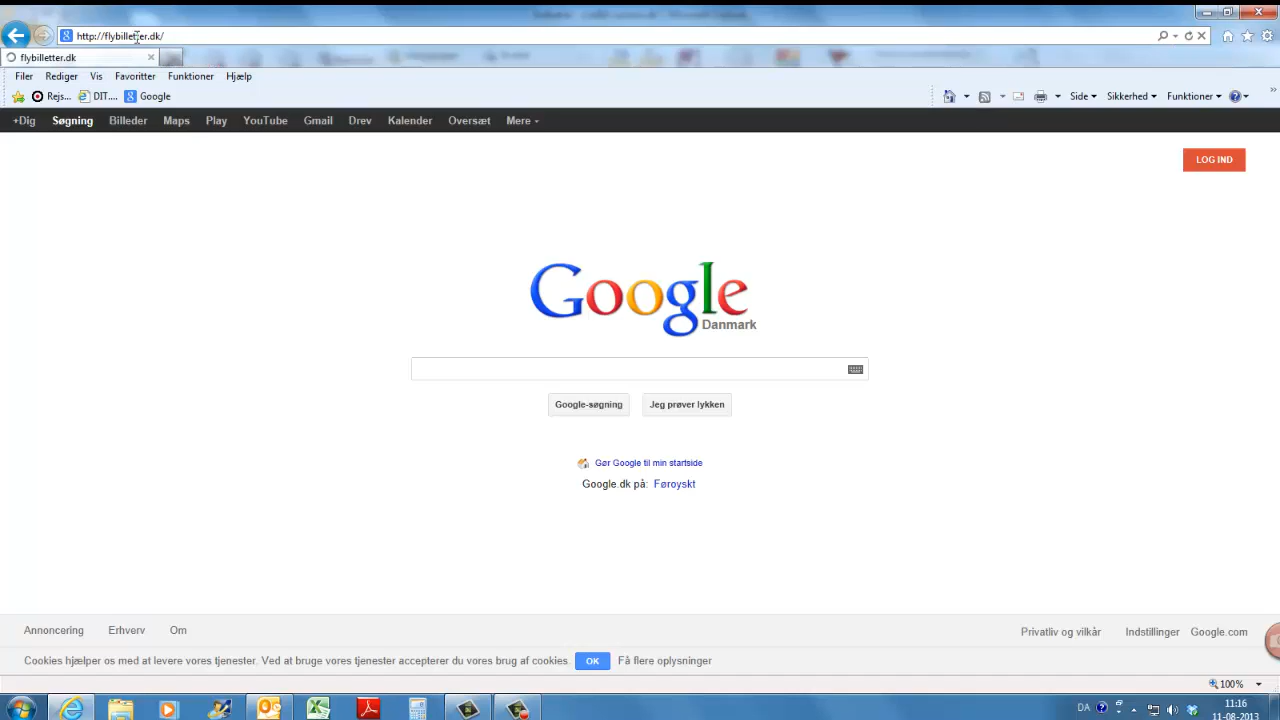 http://flybilletter.dk/
flybilletter.dk
Filer Rediger Vis Favoritter Funktioner Hjælp
Rejs... DIT.... Google Side Sikkerhed Funktioner
+Dig Søgning Billeder Maps Play YouTube Gmail Drev Kalender Oversæt Mere
LOG IND
Google
Danmark
Google-søgning Jeg prøver lykken
Gør Google til min startside
Google.dk på: Føroyskt
Annoncering Erhverv Om Privatliv og vilkår Indstillinger Google.com
Cookies hjælper os med at levere vores tjenester. Ved at bruge vores tjenester accepterer du vores brug af cookies. OK Få flere oplysninger
100%
DA 11:16
11-08-2013